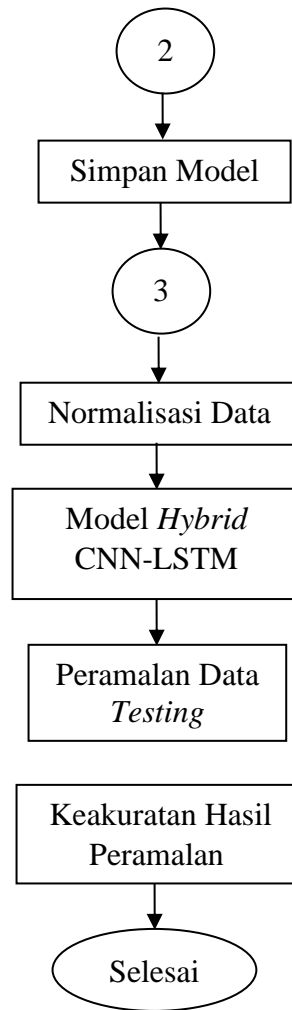 2
Simpan Model
3
Normalisasi Data
Model Hybrid
CNN-LSTM
Peramalan Data
Testing
Keakuratan Hasil
Peramalan
Selesai